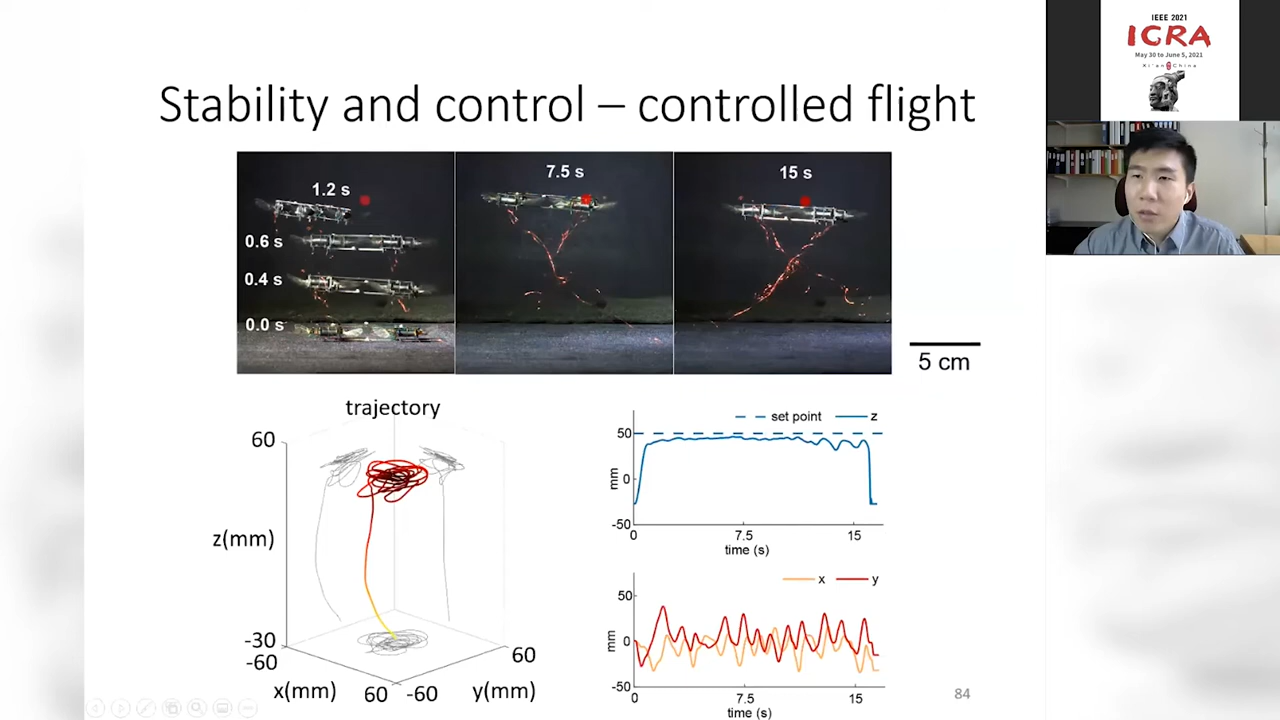 IEEE 2021
ICRA
May 30 to June 5, 2021
Xi'an China
Stability and control – controlled flight
1.2 s
0.6 s
0.4 s
0.0 s
7.5 s
15 s
5 cm
trajectory
60
z(mm)
-30
-60
x(mm)
60
-60
y(mm)
60
set point
z
50
mm
0
-50
0
7.5
15
time (s)
x
y
50
mm
0
-50
0
7.5
15
time (s)
84